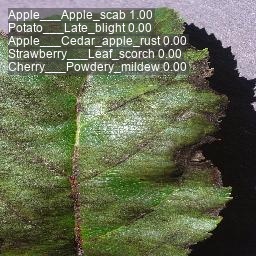 Apple___Apple_scab 1.00
Potato___Late_blight 0.00
Apple___Cedar_apple_rust 0.00
Strawberry___Leaf_scorch 0.00
Cherry___Powdery_mildew 0.00